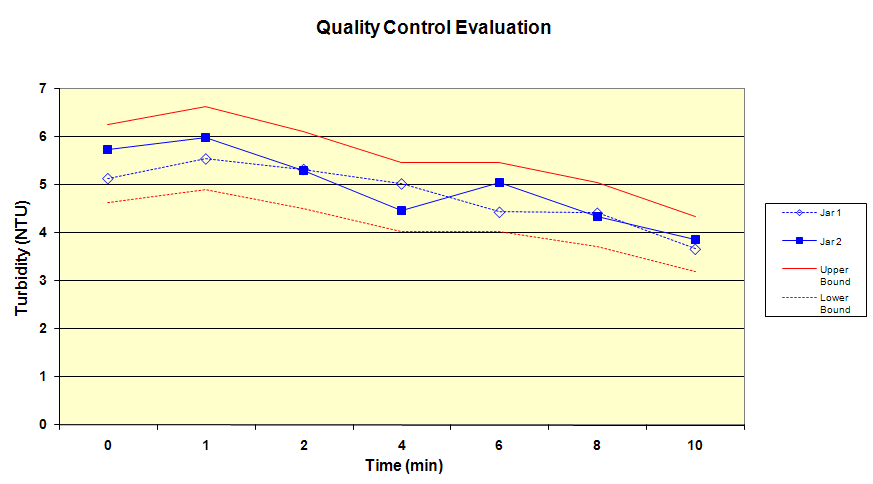 Quality Control Evaluation
7
6
5
4
3
2
1
0
Turbidity (NTU)
0 1 2 4 6 8 10
Time (min)
Jar 1
Jar 2
Upper
Bound
Lower
Bound